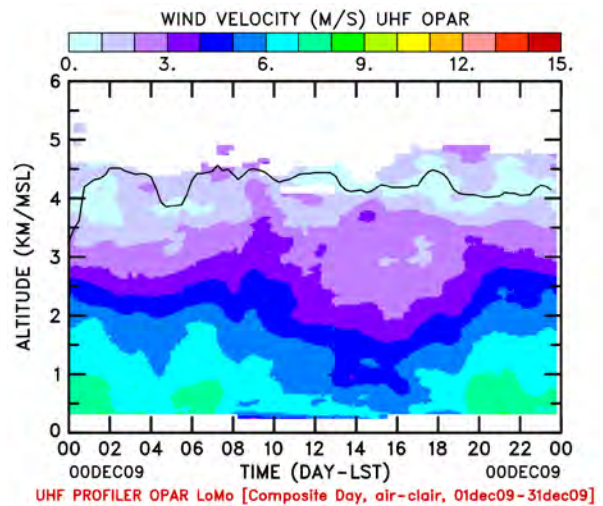 WIND VELOCITY (M/S) UHF OPAR
0. 3. 6. 9. 12. 15.
6
5
4
3
2
1
0
ALTITUDE (KM/MSL)
00 02 04 06 08 10 12 14 16 18 20 22 00
00DEC09 TIME (DAY-LST) 00DEC09
UHF PROFILER OPAR LoMo [Composite Day, air-clair, 01dec09-31dec09]